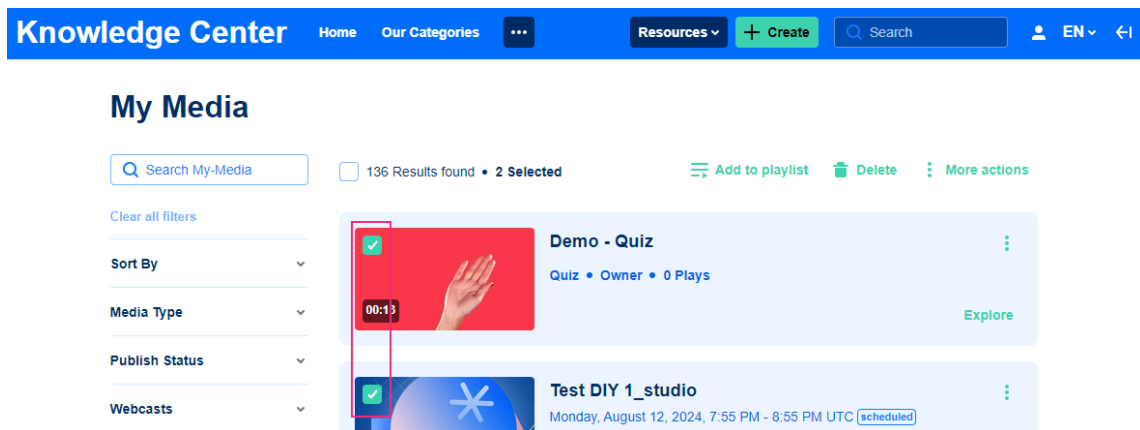 Knowledge Center Home Our Categories ••• Resources + Create Search EN
My Media
Search My-Media
136 Results found • 2 Selected Add to playlist Delete More actions
Clear all filters
Sort By
Media Type
Publish Status
Webcasts
Demo - Quiz
Quiz • Owner • 0 Plays
00:13
Explore
Test DIY 1_studio
Monday, August 12, 2024, 7:55 PM - 8:55 PM UTC scheduled